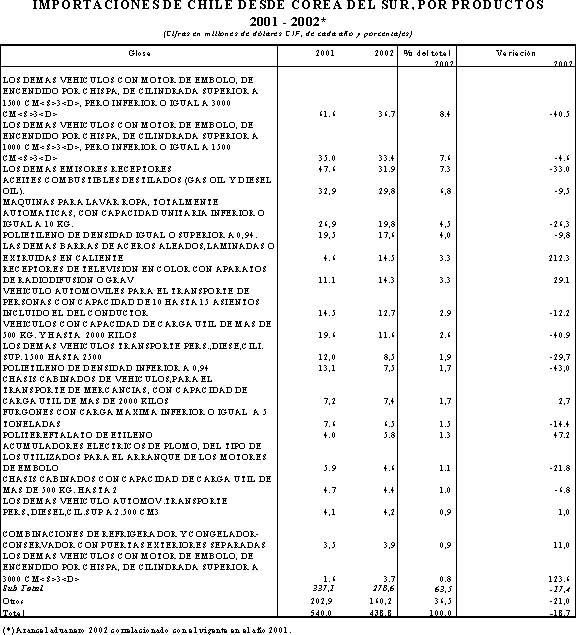 IMPORTACIONES DE CHILE DESDE COREA DEL SUR, POR PRODUCTOS
2001 - 2002*
(Cifras en millones de dólares CIF, de cada año y porcentajes)
Glosa 2001 2002 % del total 2002 Variación 2002
LOS DEMAS VEHICULOS CON MOTOR DE EMBOLO, DE
ENCENDIDO POR CHISPA, DE CILINDRADA SUPERIOR A
1500 CM<S>3<D>, PERO INFERIOR O IGUAL A 3000
CM<S>3<D> 61.6 36.7 8.4 -40.5
LOS DEMAS VEHICULOS CON MOTOR DE EMBOLO, DE
ENCENDIDO POR CHISPA, DE CILINDRADA SUPERIOR A
1000 CM<S>3<D>, PERO INFERIOR O IGUAL A 1500
CM<S>3<D> 35.0 33.4 7.6 -4.6
LOS DEMAS EMISORES RECEPTORES 47.6 31.9 7.3 -33.0
ACEITES COMBUSTIBLES DESTILADOS (GAS OIL Y DIESEL
OIL). 32,9 29,8 6,8 -9,5
MAQUINAS PARA LAVAR ROPA, TOTALMENTE
AUTOMATICAS, CON CAPACIDAD UNITARIA INFERIOR O
IGUAL A 10 KG. 26,9 19,8 4,5 -26,3
POLIETILENO DE DENSIDAD IGUAL O SUPERIOR A 0,94. 19,5 17,6 4,0 -9,8
LAS DEMAS BARRAS DE ACEROS ALEADOS, LAMINADAS O
EXTRUIDAS EN CALIENTE 4.6 14.5 3.3 212.3
RECEPTORES DE TELEVISION EN COLOR CON APARATOS
DE RADIODIFUSION O GRAV 11.1 14.3 3.3 29.1
VEHICULO AUTOMOVILES PARA EL TRANSPORTE DE
PERSONAS CON CAPACIDAD DE 10 HASTA 15 ASIENTOS
INCLUIDO EL DEL CONDUCTOR 14.5 12.7 2.9 -12.2
VEHICULOS CON CAPACIDAD DE CARGA UTIL DE MAS DE
500 KG. Y HASTA 2000 KILOS 19.6 11.6 2.6 -40.9
LOS DEMAS VEHICULOS TRANSPORTE PERS.,DIESE,CILI.
SUP. 1500 HASTA 2500 12,0 8,5 1,9 -29,7
POLIETILENO DE DENSIDAD INFERIOR A 0,94 13,1 7,5 1,7 -43,0
CHASIS CABINADOS DE VEHICULOS,PARA EL
TRANSPORTE DE MERCANCIAS, CON CAPACIDAD DE
CARGA UTIL DE MAS DE 2000 KILOS 7,2 7,4 1,7 2,7
FURGONES CON CARGA MAXIMA INFERIOR O IGUAL A 5
TONELADAS 7.6 6.5 1.5 -14.4
POLITEREFTALATO DE ETILENO 4.0 5.8 1.3 47.2
ACUMULADORES ELECTRICOS DE PLOMO, DEL TIPO DE
LOS UTILIZADOS PARA EL ARRANQUE DE LOS MOTORES
DE EMBOLO 5.9 4.6 1.1 -21.8
CHASIS CABINADOS CON CAPACIDAD DE CARGA UTIL DE
MAS DE 500 KG. HASTA 2 4.7 4.4 1.0 -6.8
LOS DEMAS VEHICULO AUTOMOV.TRANSPORTE
PERS, DIESEL,CIL.SUP A 2.500 CM3 4,1 4,2 0,9 1,0
COMBINACIONES DE REFRIGERADOR Y CONGELADOR-
CONSERVADOR CON PUERTAS EXTERIORES SEPARADAS 3,5 3,9 0,9 11,0
LOS DEMAS VEHICULOS CON MOTOR DE EMBOLO, DE
ENCENDIDO POR CHISPA, DE CILINDRADA SUPERIOR A
3000 CM<S>3<D> 1.6 3.7 0.8 123.6
Sub Total 337,1 278,6 63,5 -17,4
Otros 202,9 160,2 36,5 -21,0
Total 540.0 438.8 100.0 -18.7
(*) Arancel aduanero 2002 correlacionado con el vigente en el año 2001.